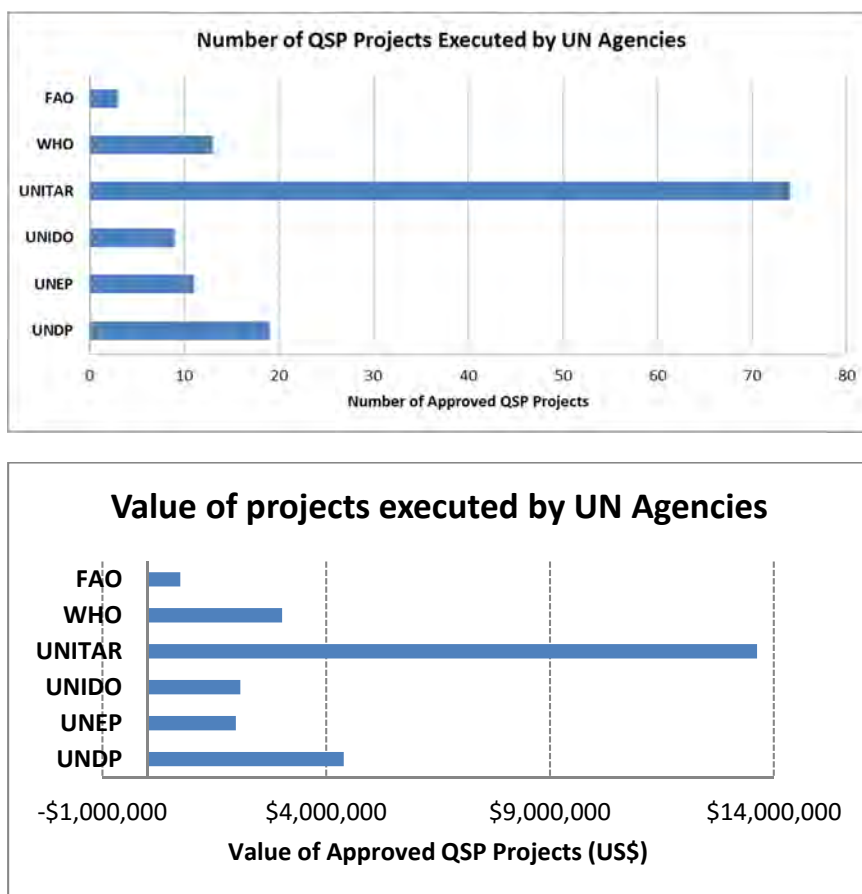 Number of QSP Projects Executed by UN Agencies
FAO
WHO
UNITAR
UNIDO
UNEP
UNDP
0 10 20 30 40 50 60 70 80
Number of Approved QSP Projects
Value of projects executed by UN Agencies
FAO
WHO
UNITAR
UNIDO
UNEP
UNDP
-$1,000,000 $4,000,000 $9,000,000 $14,000,000
Value of Approved QSP Projects (US$)